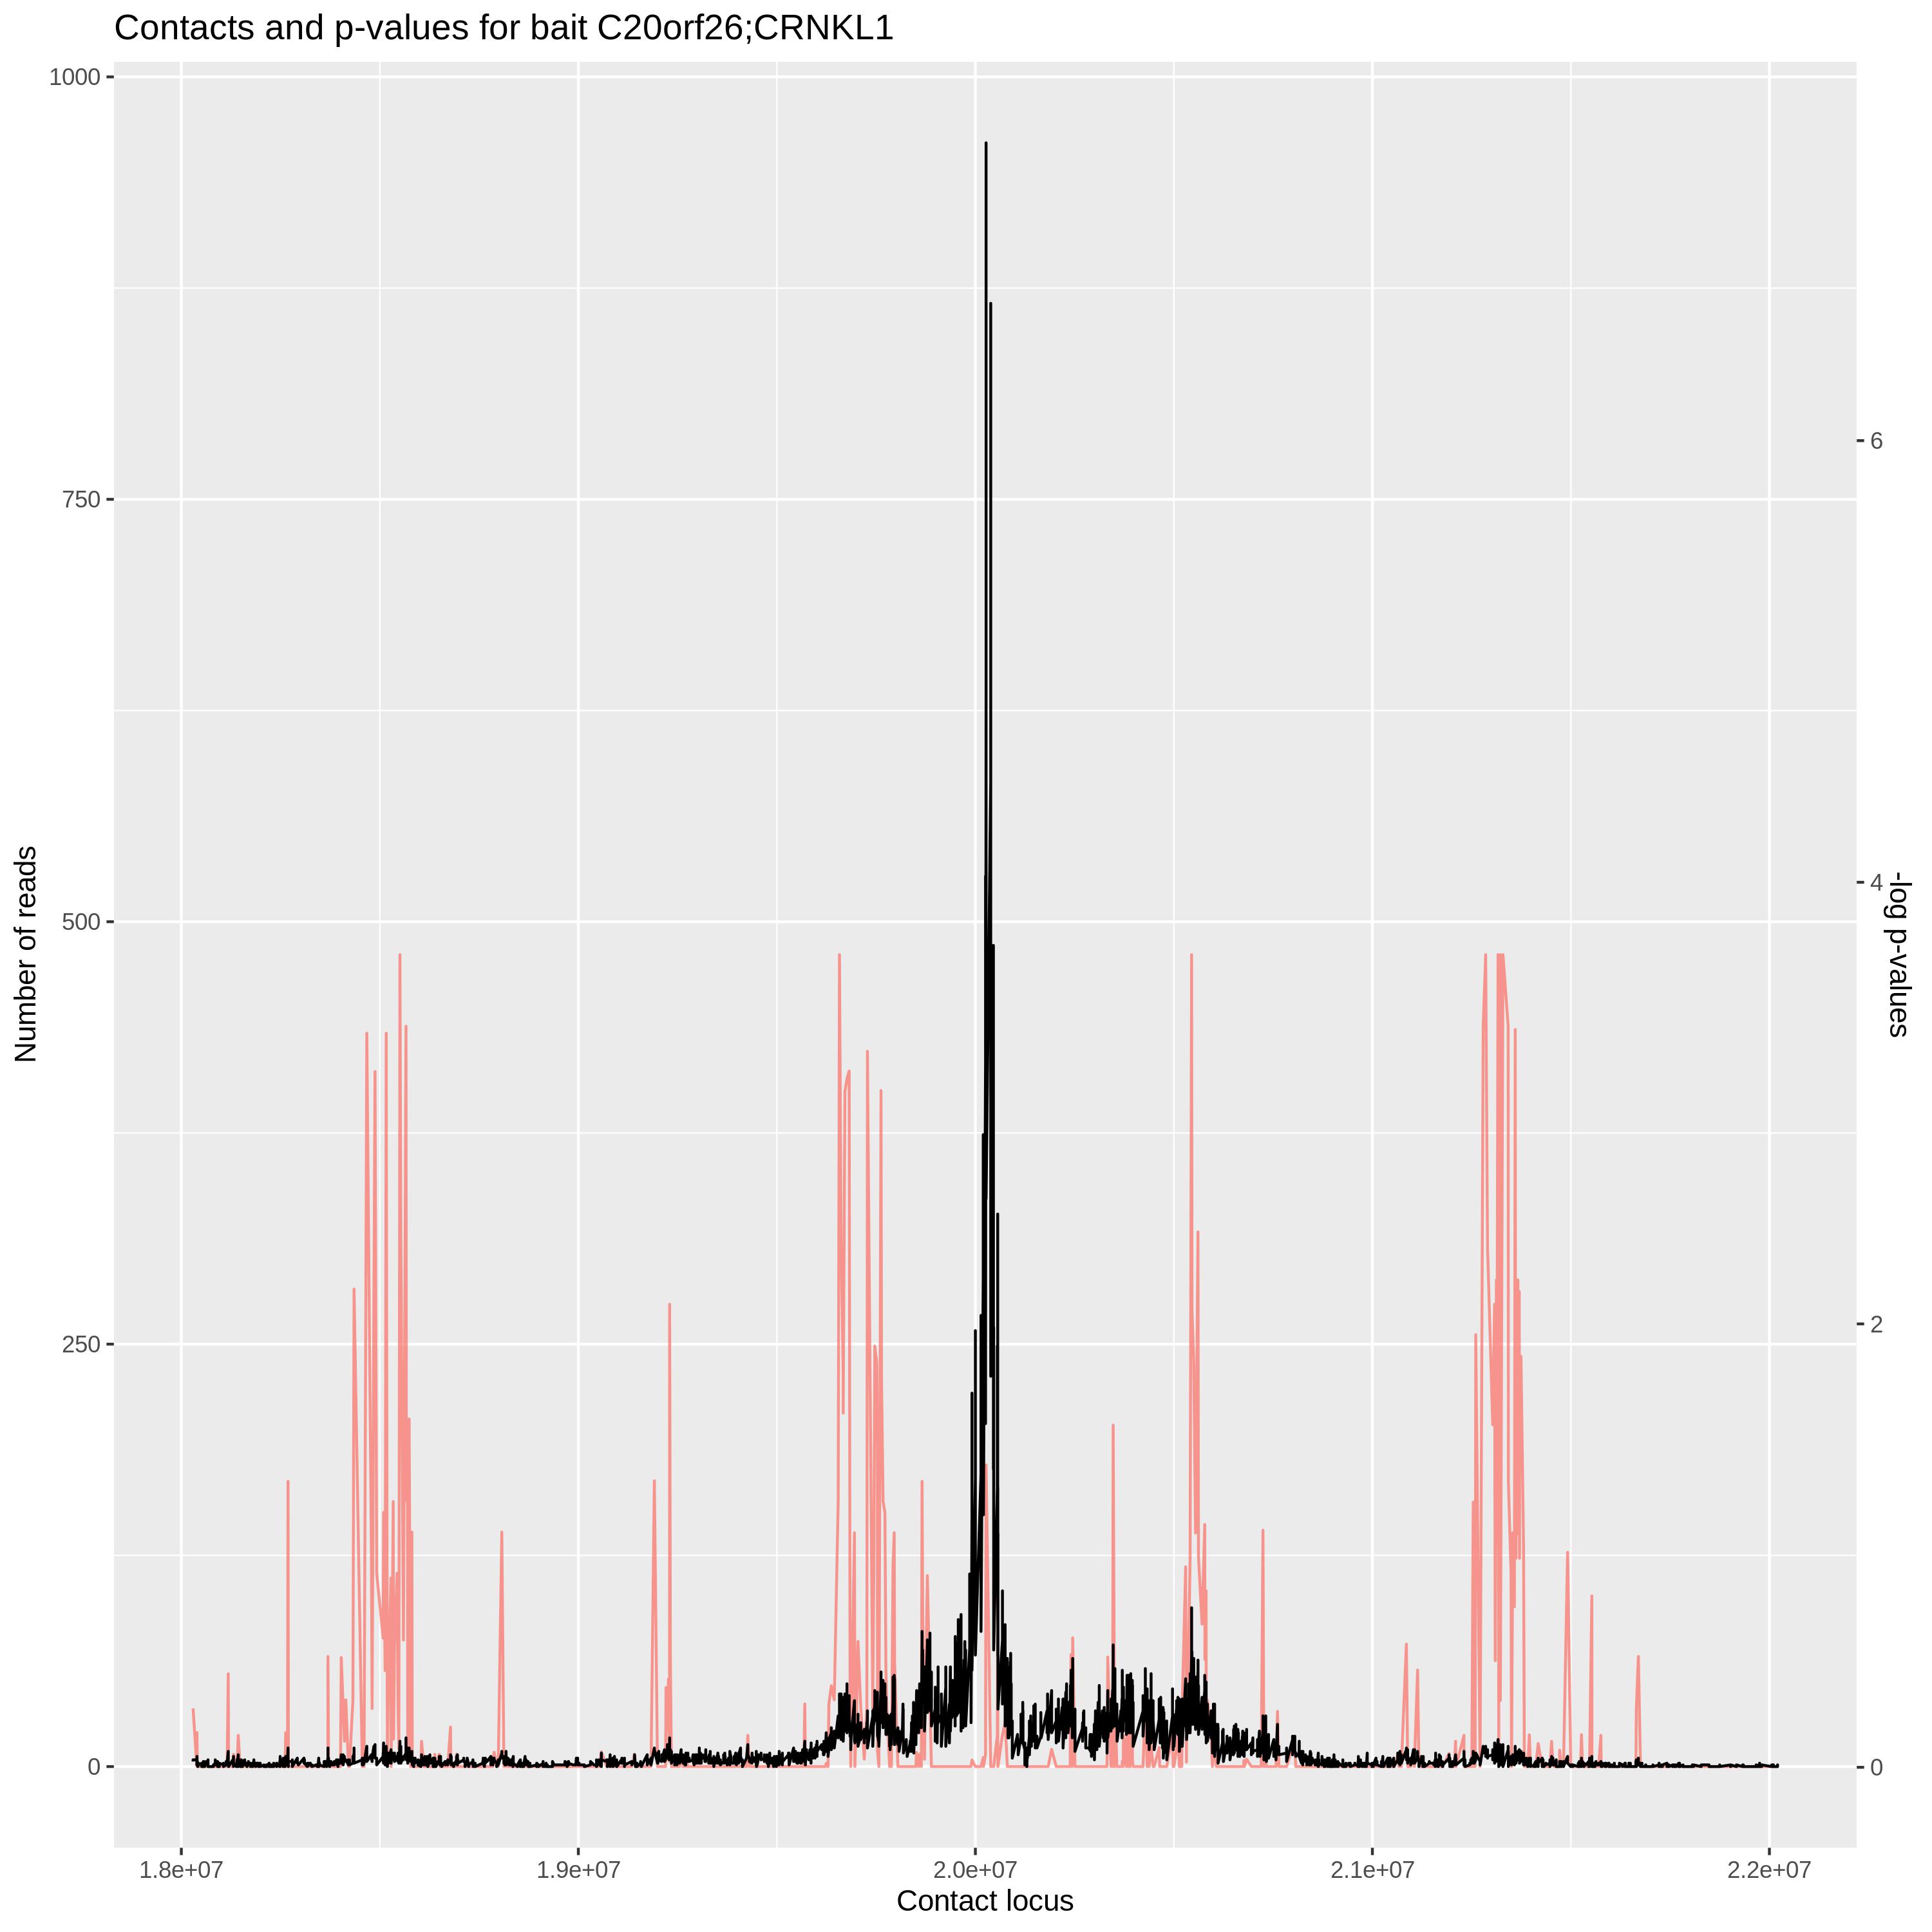 Contacts and p-values for bait C20orf26;CRNKL1
1000
750
500
250
0
Number of reads
6
4
2
0
-log p-values
1.8e+07
1.9e+07
2.0e+07
2.1e+07
2.2e+07
Contact locus